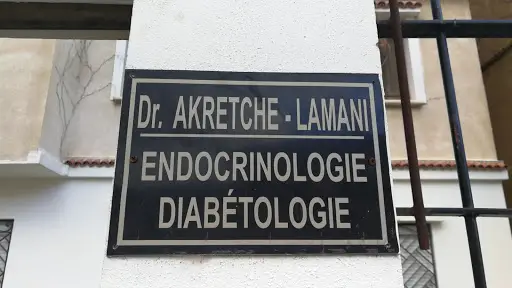 Dr. AKRETCHE - LAMANI
ENDOCRINOLOGIE
DIABÉTOLOGIE